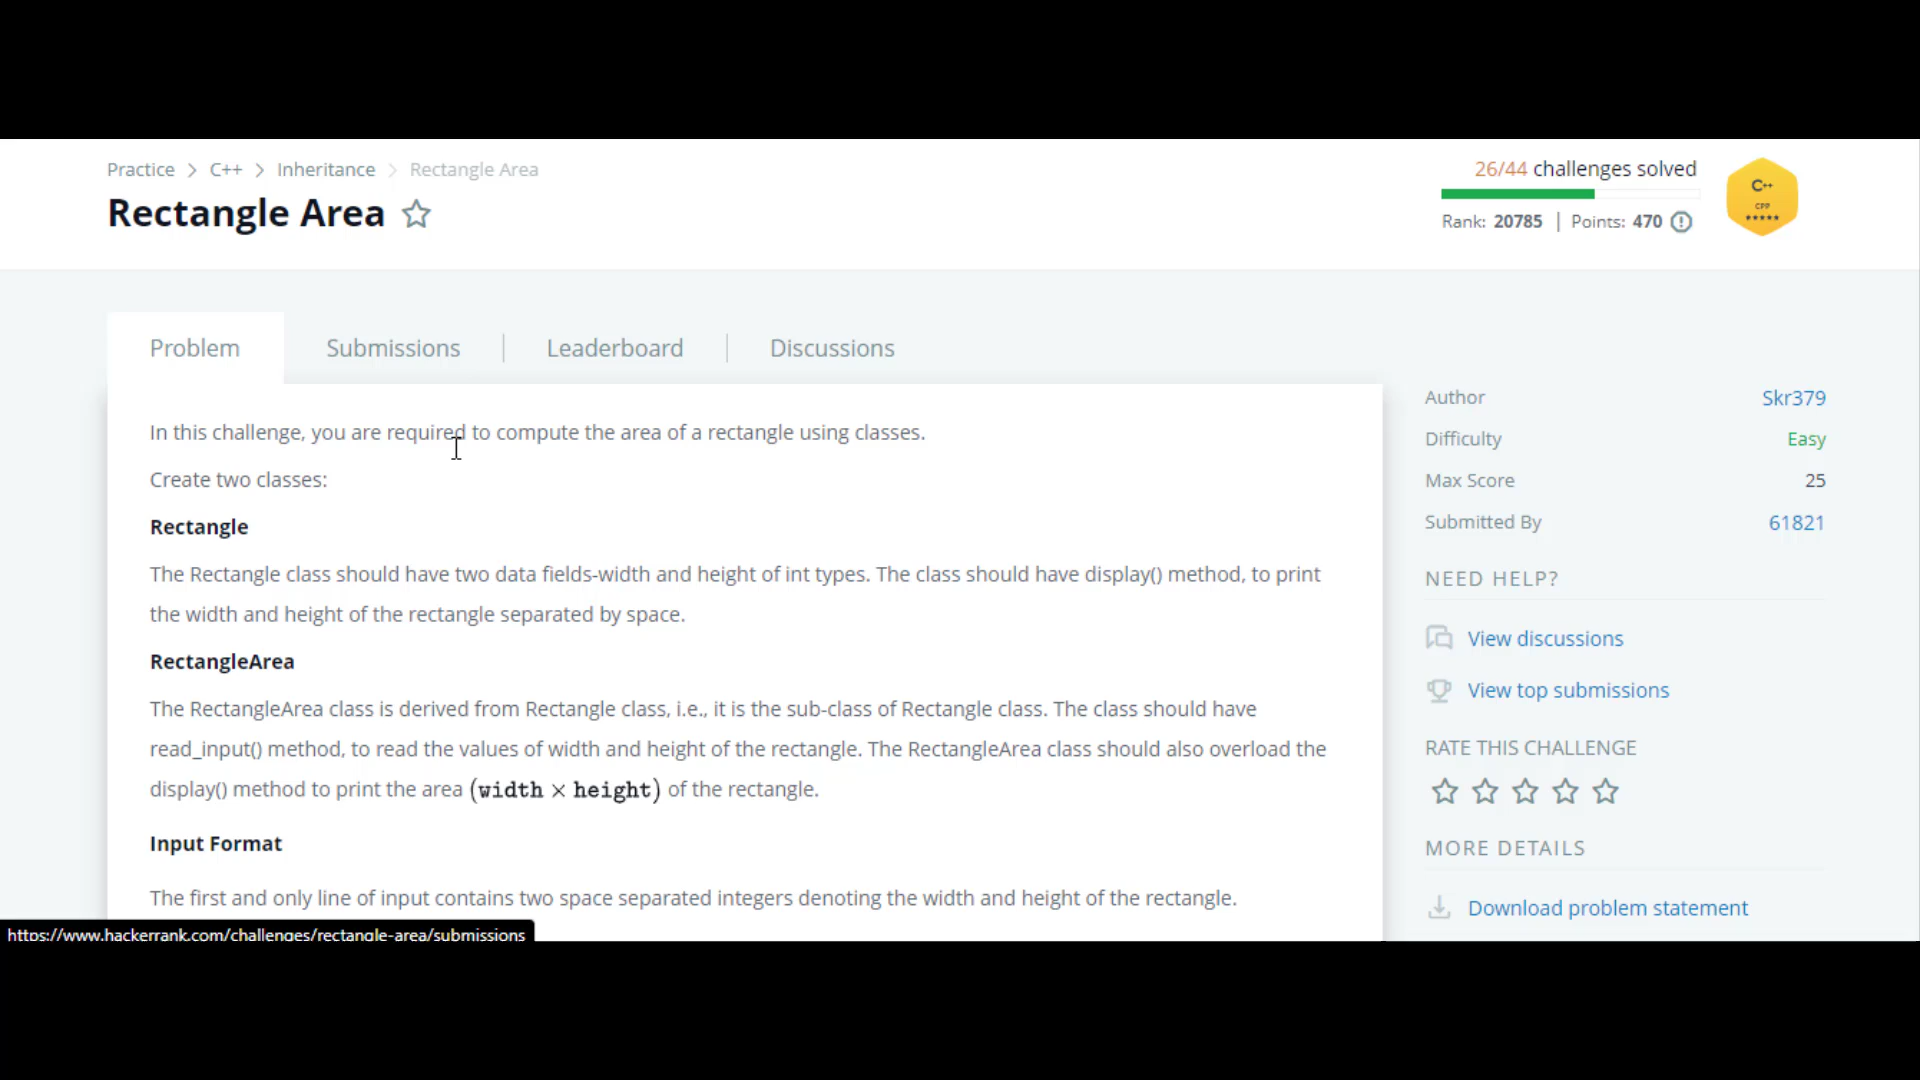 Practice > C++ > Inheritance > Rectangle Area
Rectangle Area
26/44 challenges solved
Rank: 20785 | Points: 470
C++
CPP
Problem
Submissions
Leaderboard
Discussions
In this challenge, you are required to compute the area of a rectangle using classes.
Create two classes:
Rectangle
The Rectangle class should have two data fields-width and height of int types. The class should have display() method, to print
the width and height of the rectangle separated by space.
RectangleArea
The RectangleArea class is derived from Rectangle class, i.e., it is the sub-class of Rectangle class. The class should have
read_input() method, to read the values of width and height of the rectangle. The RectangleArea class should also overload the
display() method to print the area (width × height) of the rectangle.
Input Format
The first and only line of input contains two space separated integers denoting the width and height of the rectangle.
Author Skr379
Difficulty Easy
Max Score 25
Submitted By 61821
NEED HELP?
View discussions
View top submissions
RATE THIS CHALLENGE
MORE DETAILS
Download problem statement
https://www.hackerrank.com/challenges/rectangle-area/submissions